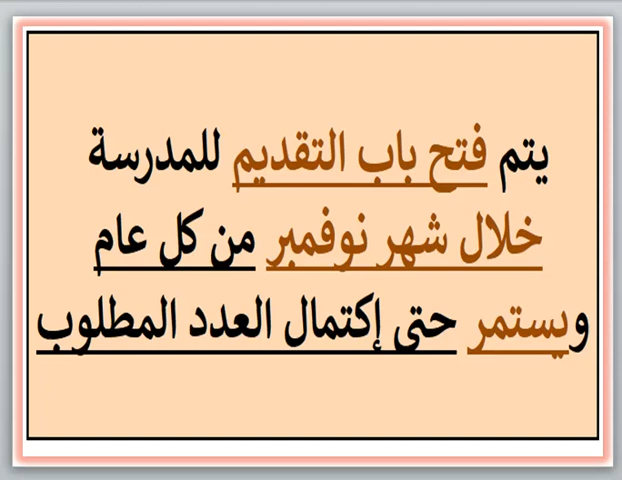 يتم فتح باب التقديم للمدرسة
خلال شهر نوفمبر من كل عام
ويستمر حتى إكتمال العدد المطلوب